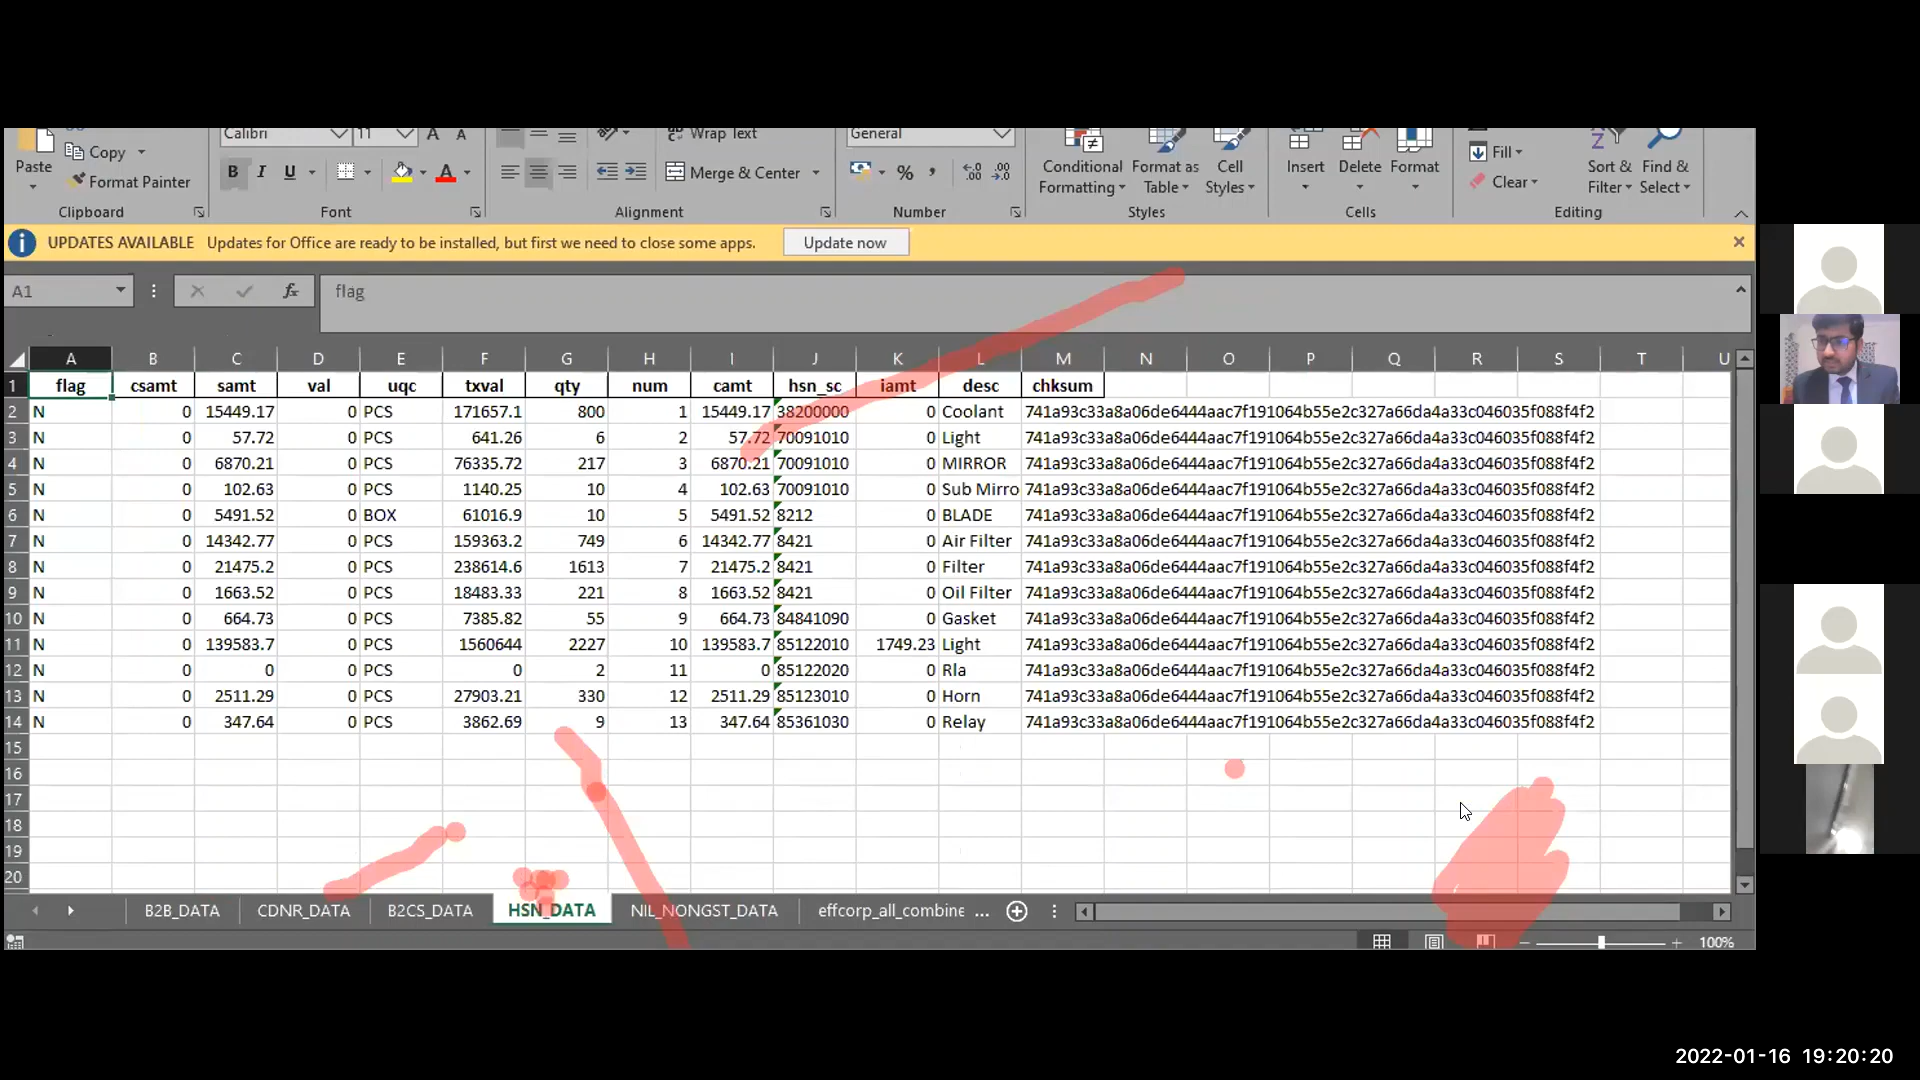 Calibri 11 A A Wrap Text General
Copy
Paste Format Painter B I U A Merge & Center % , .00 .00 Conditional Formatting Format as Table Cell Styles Insert Delete Format Fill Clear Sort & Filter Find & Select
Clipboard Font Alignment Number Styles Cells Editing
UPDATES AVAILABLE Updates for Office are ready to be installed, but first we need to close some apps. Update now
A1 fx flag
A B C D E F G H I J K L M N O P Q R S T U
1 flag csamt samt val uqc txval qty num camt hsn_sc iamt desc chksum
2 N 0 15449.17 0 PCS 171657.1 800 1 15449.17 38200000 0 Coolant 741a93c33a8a06de6444aac7f191064b55e2c327a66da4a33c046035f088f4f2
3 N 0 57.72 0 PCS 641.26 6 2 57.72 70091010 0 Light 741a93c33a8a06de6444aac7f191064b55e2c327a66da4a33c046035f088f4f2
4 N 0 6870.21 0 PCS 76335.72 217 3 6870.21 70091010 0 MIRROR 741a93c33a8a06de6444aac7f191064b55e2c327a66da4a33c046035f088f4f2
5 N 0 102.63 0 PCS 1140.25 10 4 102.63 70091010 0 Sub Mirro 741a93c33a8a06de6444aac7f191064b55e2c327a66da4a33c046035f088f4f2
6 N 0 5491.52 0 BOX 61016.9 10 5 5491.52 8212 0 BLADE 741a93c33a8a06de6444aac7f191064b55e2c327a66da4a33c046035f088f4f2
7 N 0 14342.77 0 PCS 159363.2 749 6 14342.77 8421 0 Air Filter 741a93c33a8a06de6444aac7f191064b55e2c327a66da4a33c046035f088f4f2
8 N 0 21475.2 0 PCS 238614.6 1613 7 21475.2 8421 0 Filter 741a93c33a8a06de6444aac7f191064b55e2c327a66da4a33c046035f088f4f2
9 N 0 1663.52 0 PCS 18483.33 221 8 1663.52 8421 0 Oil Filter 741a93c33a8a06de6444aac7f191064b55e2c327a66da4a33c046035f088f4f2
10 N 0 664.73 0 PCS 7385.82 55 9 664.73 84841090 0 Gasket 741a93c33a8a06de6444aac7f191064b55e2c327a66da4a33c046035f088f4f2
11 N 0 139583.7 0 PCS 1560644 2227 10 139583.7 85122010 1749.23 Light 741a93c33a8a06de6444aac7f191064b55e2c327a66da4a33c046035f088f4f2
12 N 0 0 0 PCS 0 2 11 0 85122020 0 Rla 741a93c33a8a06de6444aac7f191064b55e2c327a66da4a33c046035f088f4f2
13 N 0 2511.29 0 PCS 27903.21 330 12 2511.29 85123010 0 Horn 741a93c33a8a06de6444aac7f191064b55e2c327a66da4a33c046035f088f4f2
14 N 0 347.64 0 PCS 3862.69 9 13 347.64 85361030 0 Relay 741a93c33a8a06de6444aac7f191064b55e2c327a66da4a33c046035f088f4f2
15
16
17
18
19
20
B2B_DATA CDNR_DATA B2CS_DATA HSN_DATA NIL_NONGST_DATA effcorp_all_combine ...
100%
2022-01-16 19:20:20